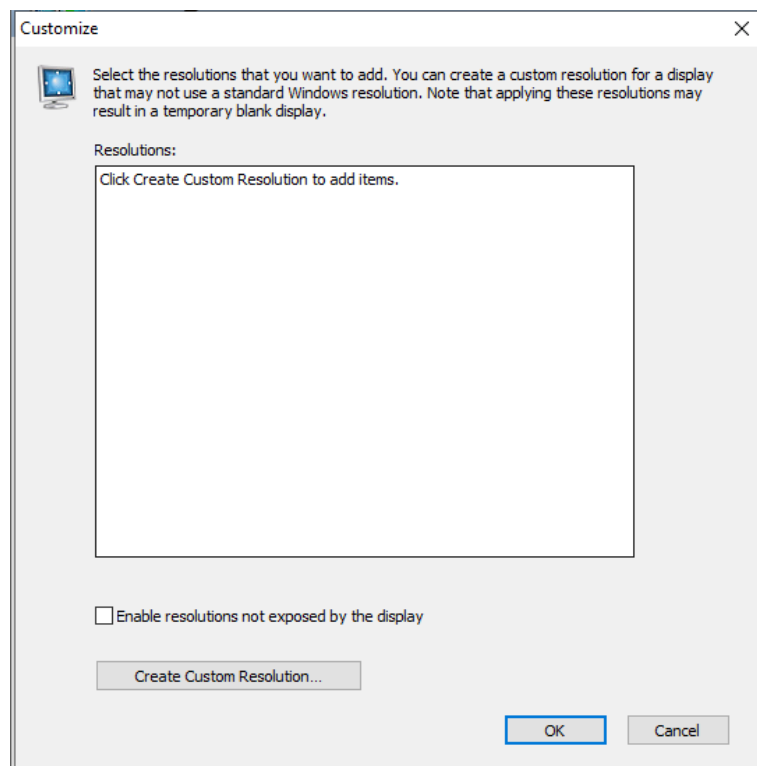 Customize
Select the resolutions that you want to add. You can create a custom resolution for a display
that may not use a standard Windows resolution. Note that applying these resolutions may
result in a temporary blank display.
Resolutions:
Click Create Custom Resolution to add items.
Enable resolutions not exposed by the display
Create Custom Resolution...
OK
Cancel